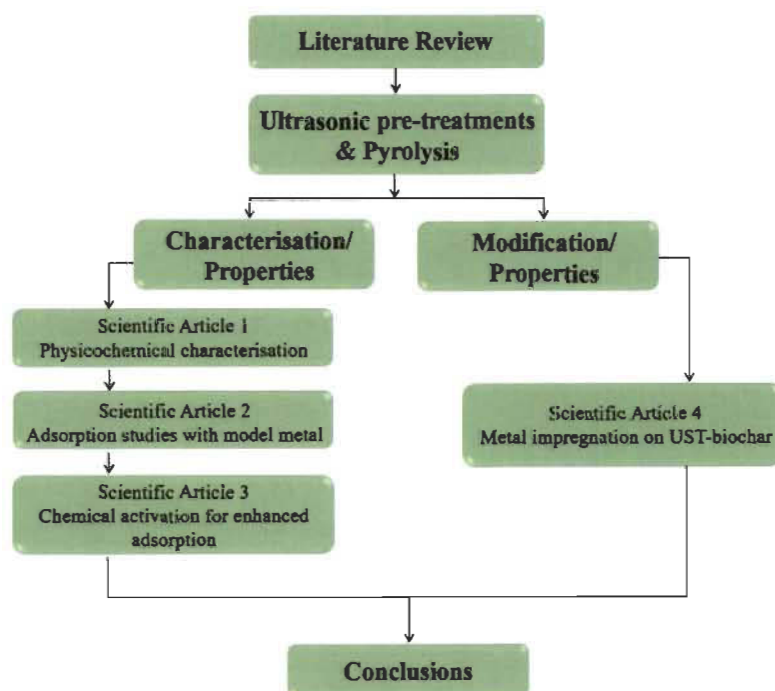 Literature Review
Ultrasonic pre-treatments
& Pyrolysis
Characterisation/
Properties
Modification/
Properties
Scientific Article 1
Physicochemical characterisation
Scientific Article 2
Adsorption studies with model metal
Scientific Article 3
Chemical activation for enhanced
adsorption
Scientific Article 4
Metal impregnation on UST-biochar
Conclusions